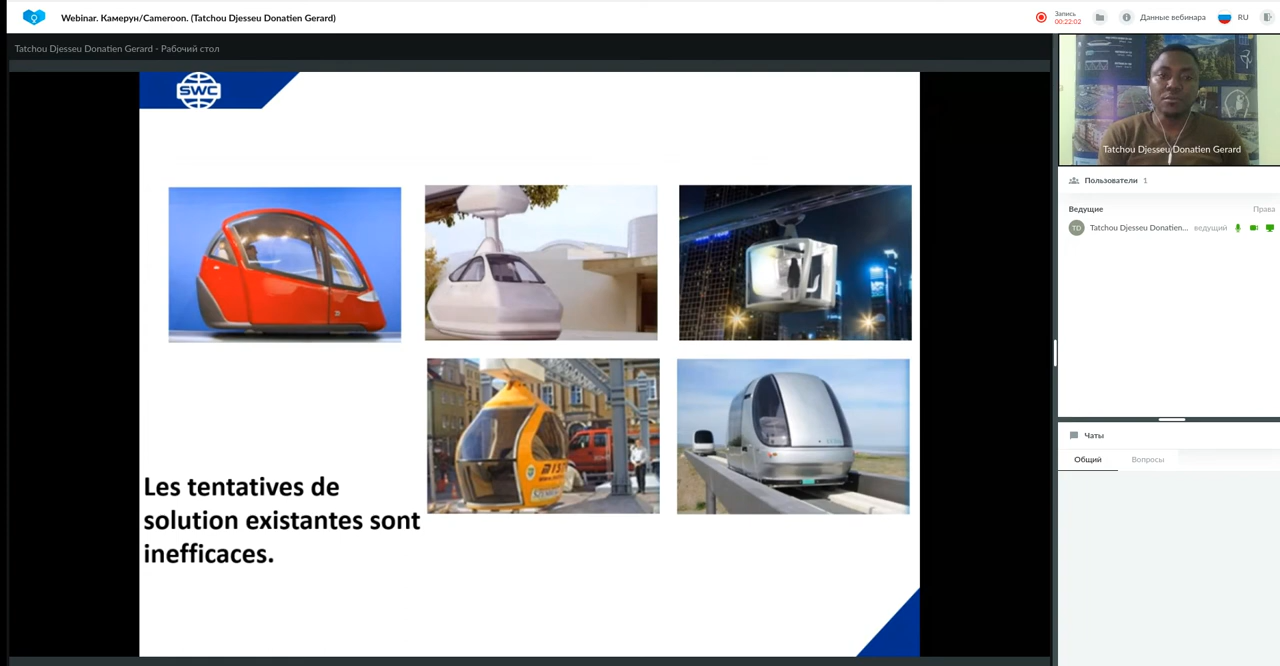 Webinar. Камерун/Cameroon. (Tatchou Djesseu Donatien Gerard)
Запись
00:22:02
Данные вебинара
RU
Tatchou Djesseu Donatien Gerard - Рабочий стол
SWC
Les tentatives de
solution existantes sont
inefficaces.
Tatchou Djesseu Donatien Gerard
Пользователи 1
Ведущие Права
TD Tatchou Djesseu Donatien... ведущий
Чаты
Общий Вопросы